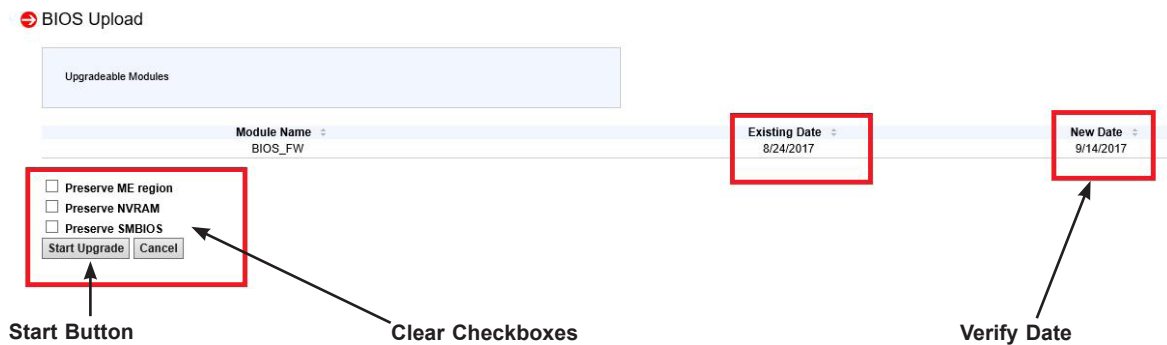 BIOS Upload
Upgradeable Modules
Module Name Existing Date New Date
BIOS_FW 8/24/2017 9/14/2017
Preserve ME region
Preserve NVRAM
Preserve SMBIOS
Start Upgrade Cancel
Start Button Clear Checkboxes Verify Date